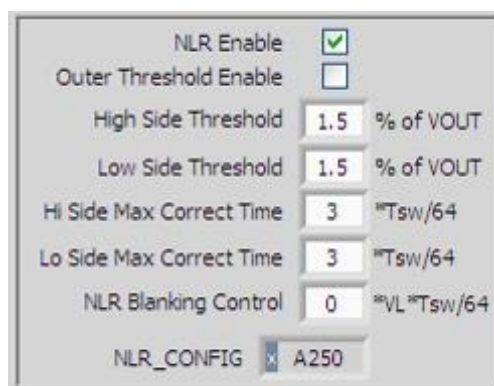 NLR Enable
Outer Threshold Enable
High Side Threshold 1.5 % of VOUT
Low Side Threshold 1.5 % of VOUT
Hi Side Max Correct Time 3 *Tsw/64
Lo Side Max Correct Time 3 *Tsw/64
NLR Blanking Control 0 *VL*Tsw/64
NLR_CONFIG x A250